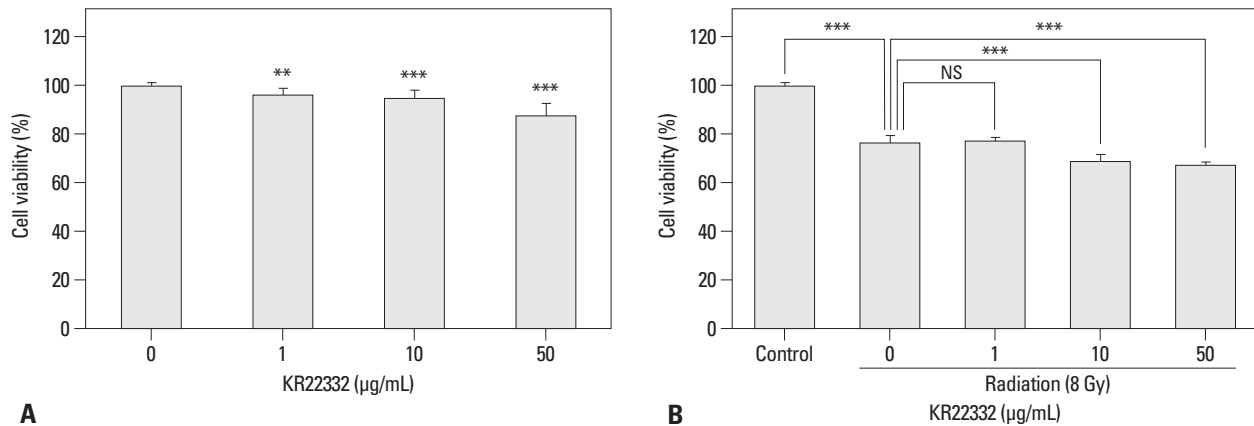 120
100
80
60
40
20
0
Cell viability (%)
**
***
***
0 1 10 50
KR22332 (µg/mL)
A
120
100
80
60
40
20
0
Cell viability (%)
*** ***
***
NS
Control 0 1 10 50
Radiation (8 Gy)
KR22332 (µg/mL)
B